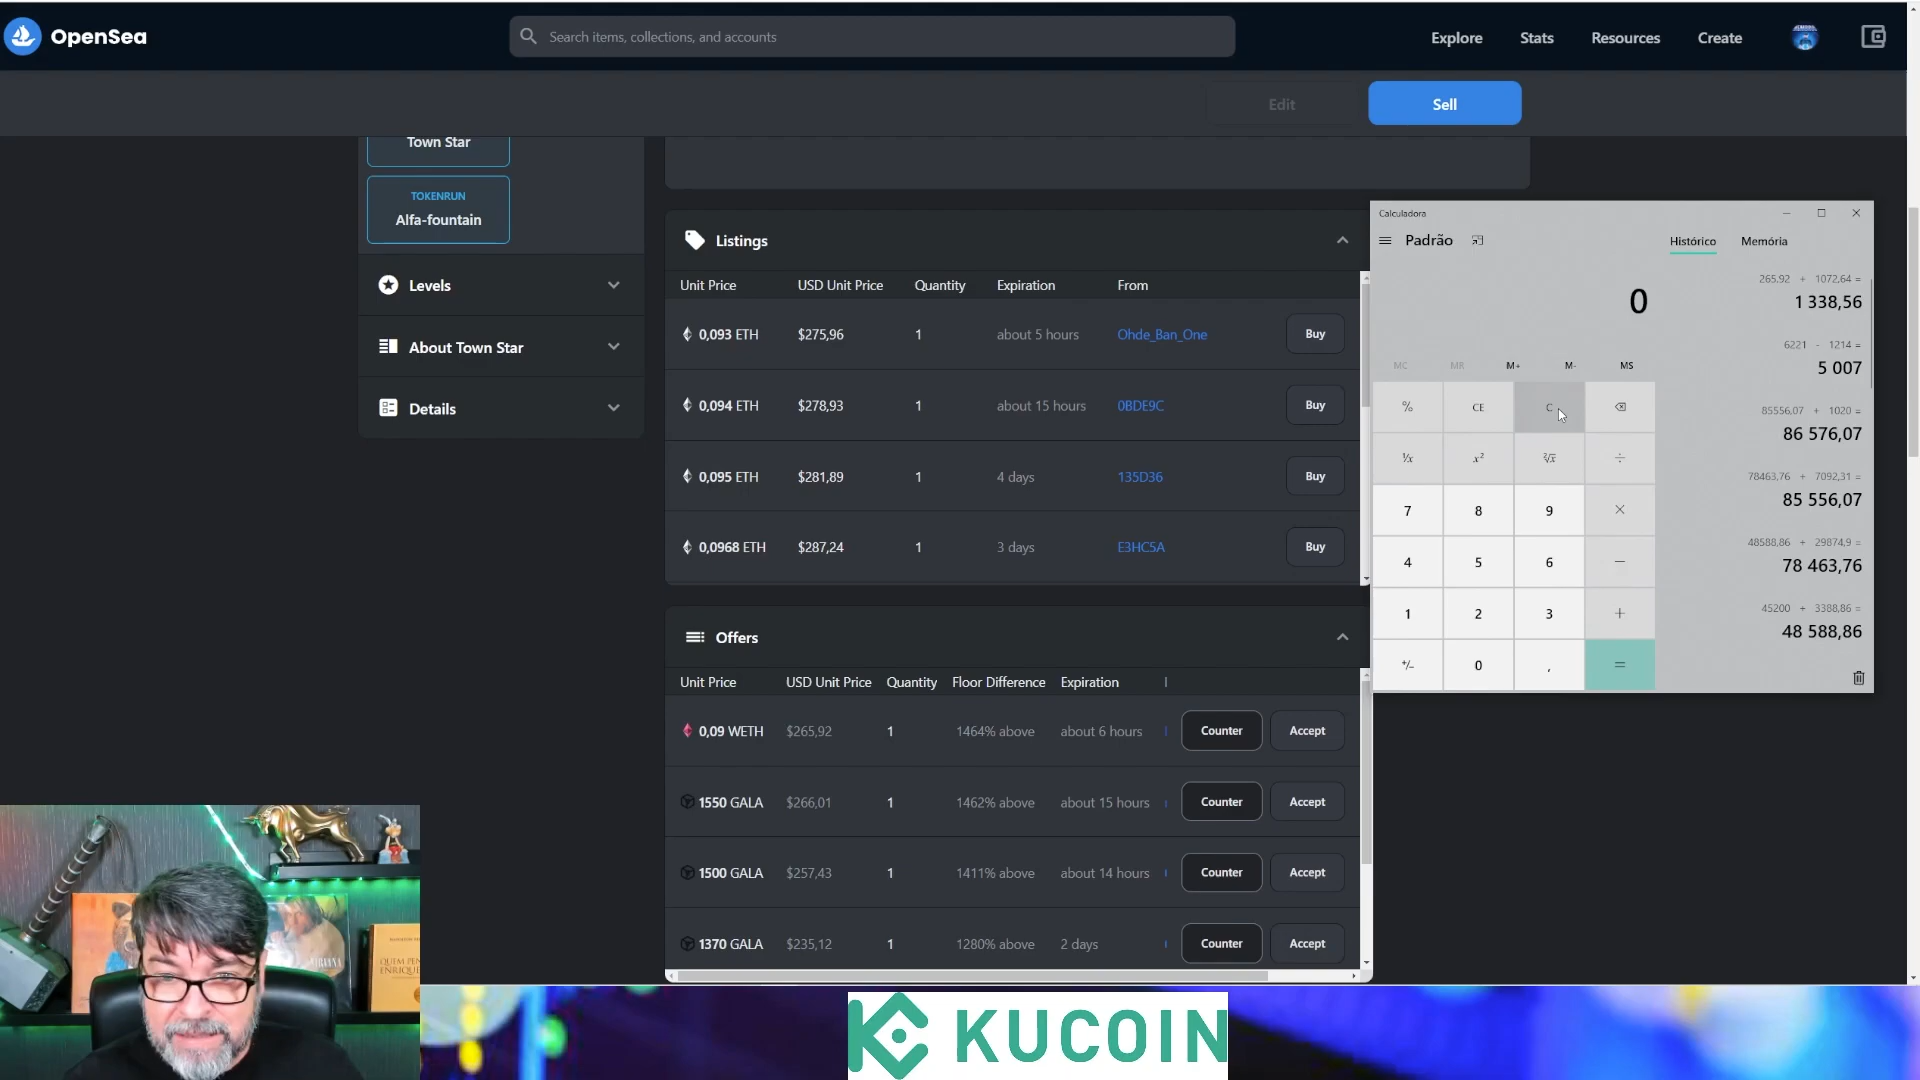 OpenSea
Search items, collections, and accounts
Explore
Stats
Resources
Create
Edit
Sell
Town Star
TOKENRUN
Alfa-fountain
Levels
About Town Star
Details
Listings
Unit Price USD Unit Price Quantity Expiration From
0,093 ETH $275,96 1 about 5 hours Ohde_Ban_One Buy
0,094 ETH $278,93 1 about 15 hours 0BDE9C Buy
0,095 ETH $281,89 1 4 days 135D36 Buy
0,0968 ETH $287,24 1 3 days E3HC5A Buy
Offers
Unit Price USD Unit Price Quantity Floor Difference Expiration
0,09 WETH $265,92 1 1464% above about 6 hours Counter Accept
1550 GALA $266,01 1 1462% above about 15 hours Counter Accept
1500 GALA $257,43 1 1411% above about 14 hours Counter Accept
1370 GALA $235,12 1 1280% above 2 days Counter Accept
Calculadora
Padrão
Histórico Memória
0
MC MR M+ M- MS
% CE C
¹/x x² ²√x ÷
7 8 9 ×
4 5 6 −
1 2 3 +
+/− 0 , =
265,92 + 1072,64 =
1 338,56
6221 - 1214 =
5 007
85556,07 + 1020 =
86 576,07
78463,76 + 7092,31 =
85 556,07
48588,86 + 29874,9 =
78 463,76
45200 + 3388,86 =
48 588,86
NIRVANA
QUEM PEN
ENRIQUE
KUCOIN